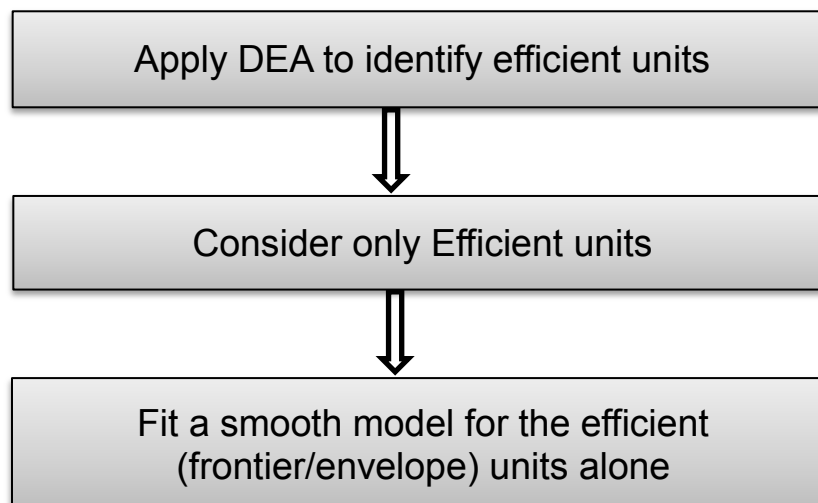 Apply DEA to identify efficient units
Consider only Efficient units
Fit a smooth model for the efficient
(frontier/envelope) units alone